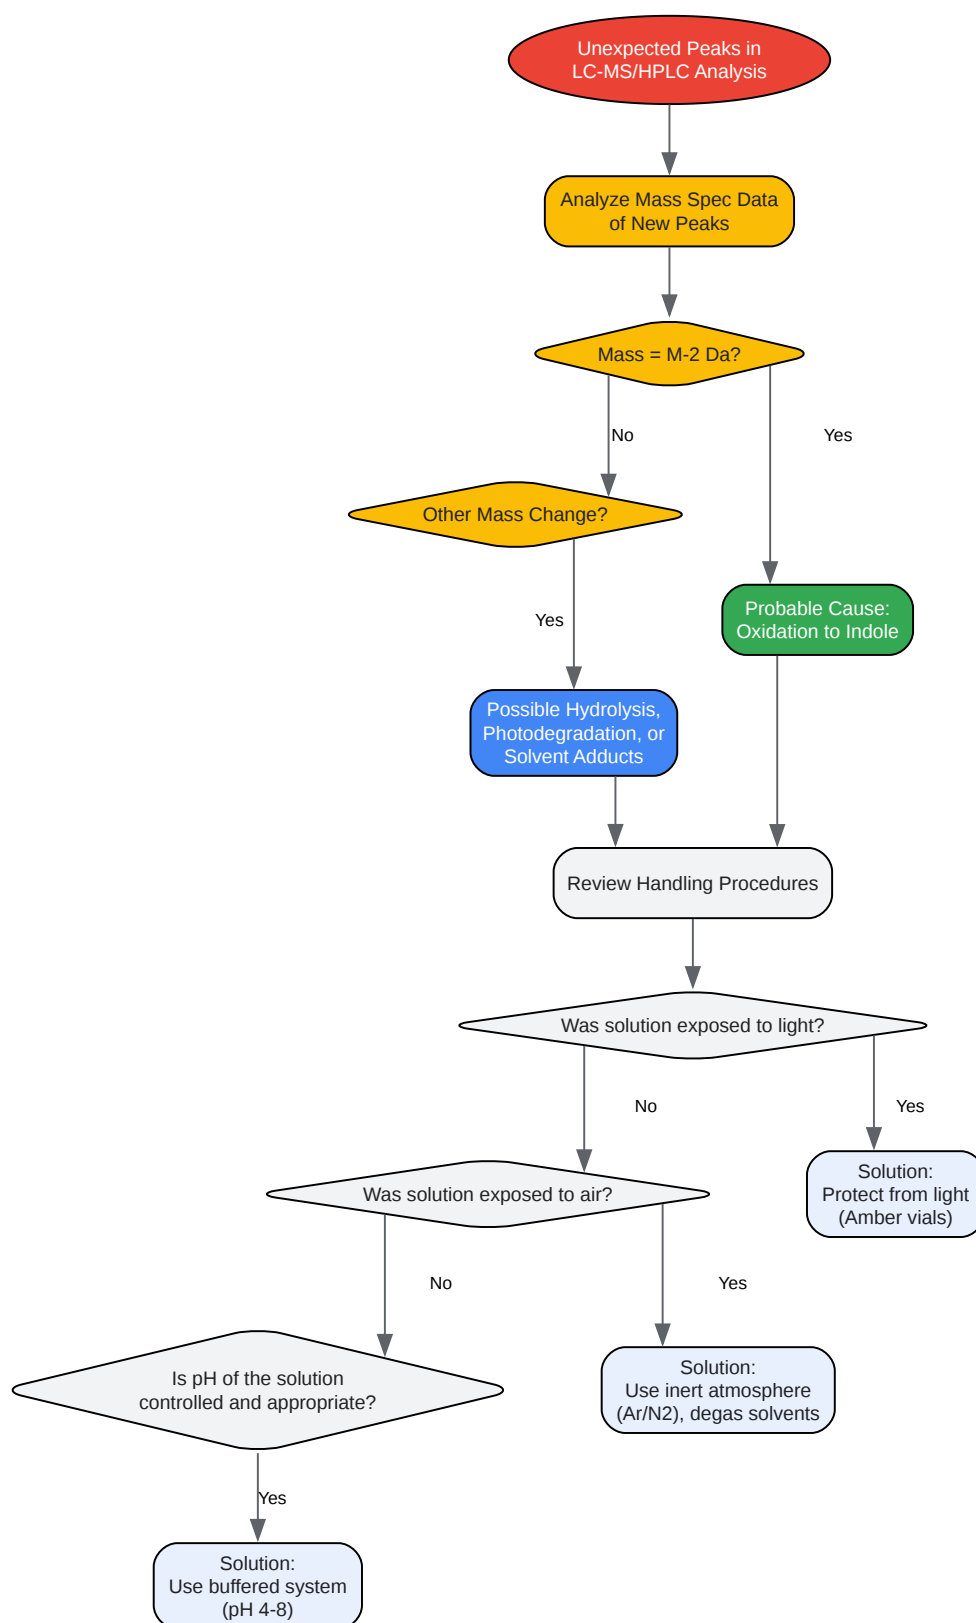 Unexpected Peaks in
LC-MS/HPLC Analysis
Analyze Mass Spec Data
of New Peaks
Mass = M-2 Da?
No
Yes
Other Mass Change?
Yes
Probable Cause:
Oxidation to Indole
Possible Hydrolysis,
Photodegradation, or
Solvent Adducts
Review Handling Procedures
Was solution exposed to light?
No
Yes
Solution:
Protect from light
(Amber vials)
Was solution exposed to air?
No
Yes
Solution:
Use inert atmosphere
(Ar/N2), degas solvents
Is pH of the solution
controlled and appropriate?
Yes
Solution:
Use buffered system
(pH 4-8)